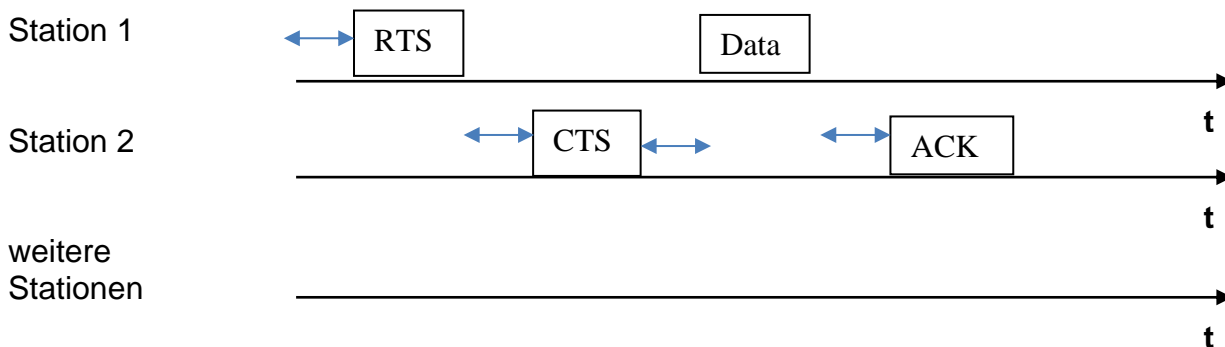 Station 1
RTS
Data
t
Station 2
CTS
ACK
t
weitere
Stationen
t